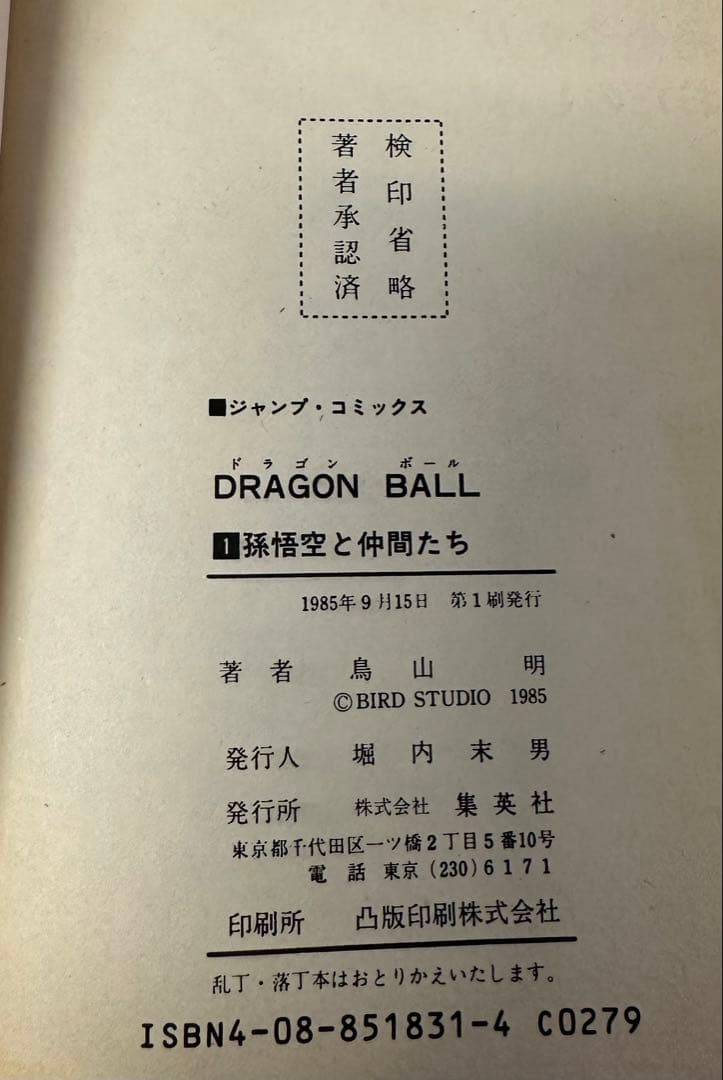 検印省略
著者承認済
■ジャンプ・コミックス
ドラゴン ボール
DRAGON BALL
1孫悟空と仲間たち
1985年9月15日 第1刷発行
著者 鳥山 明
©BIRD STUDIO 1985
発行人 堀内末男
発行所 株式会社 集英社
東京都千代田区一ツ橋2丁目5番10号
電話 東京(230)6171
印刷所 凸版印刷株式会社
乱丁・落丁本はおとりかえいたします。
ISBN4-08-851831-4 C0279